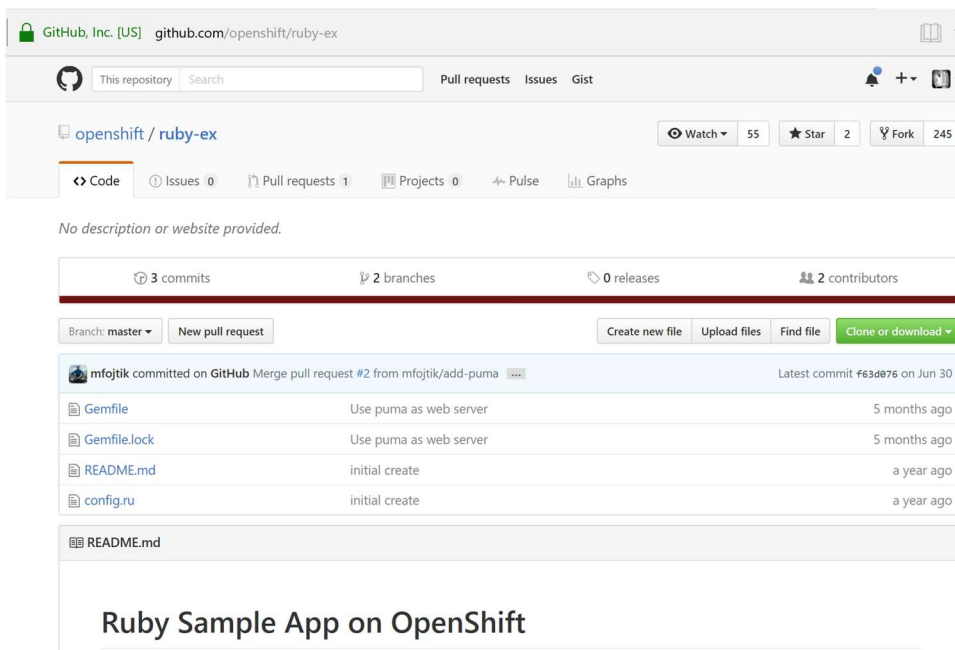 GitHub, Inc. [US] github.com/openshift/ruby-ex
This repository Search Pull requests Issues Gist
openshift / ruby-ex Watch 55 Star 2 Fork 245
Code Issues 0 Pull requests 1 Projects 0 Pulse Graphs
No description or website provided.
3 commits 2 branches 0 releases 2 contributors
Branch: master New pull request Create new file Upload files Find file Clone or download
mfojtik committed on GitHub Merge pull request #2 from mfojtik/add-puma ... Latest commit f63d076 on Jun 30
Gemfile Use puma as web server 5 months ago
Gemfile.lock Use puma as web server 5 months ago
README.md initial create a year ago
config.ru initial create a year ago
README.md
Ruby Sample App on OpenShift